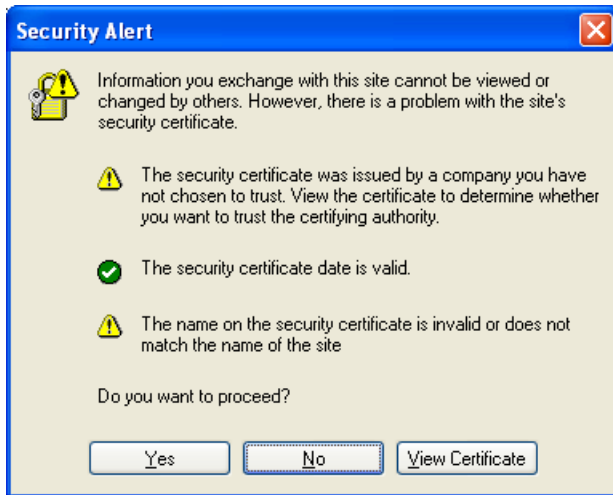 Security Alert
Information you exchange with this site cannot be viewed or
changed by others. However, there is a problem with the site's
security certificate.
The security certificate was issued by a company you have
not chosen to trust. View the certificate to determine whether
you want to trust the certifying authority.
The security certificate date is valid.
The name on the security certificate is invalid or does not
match the name of the site
Do you want to proceed?
Yes No View Certificate